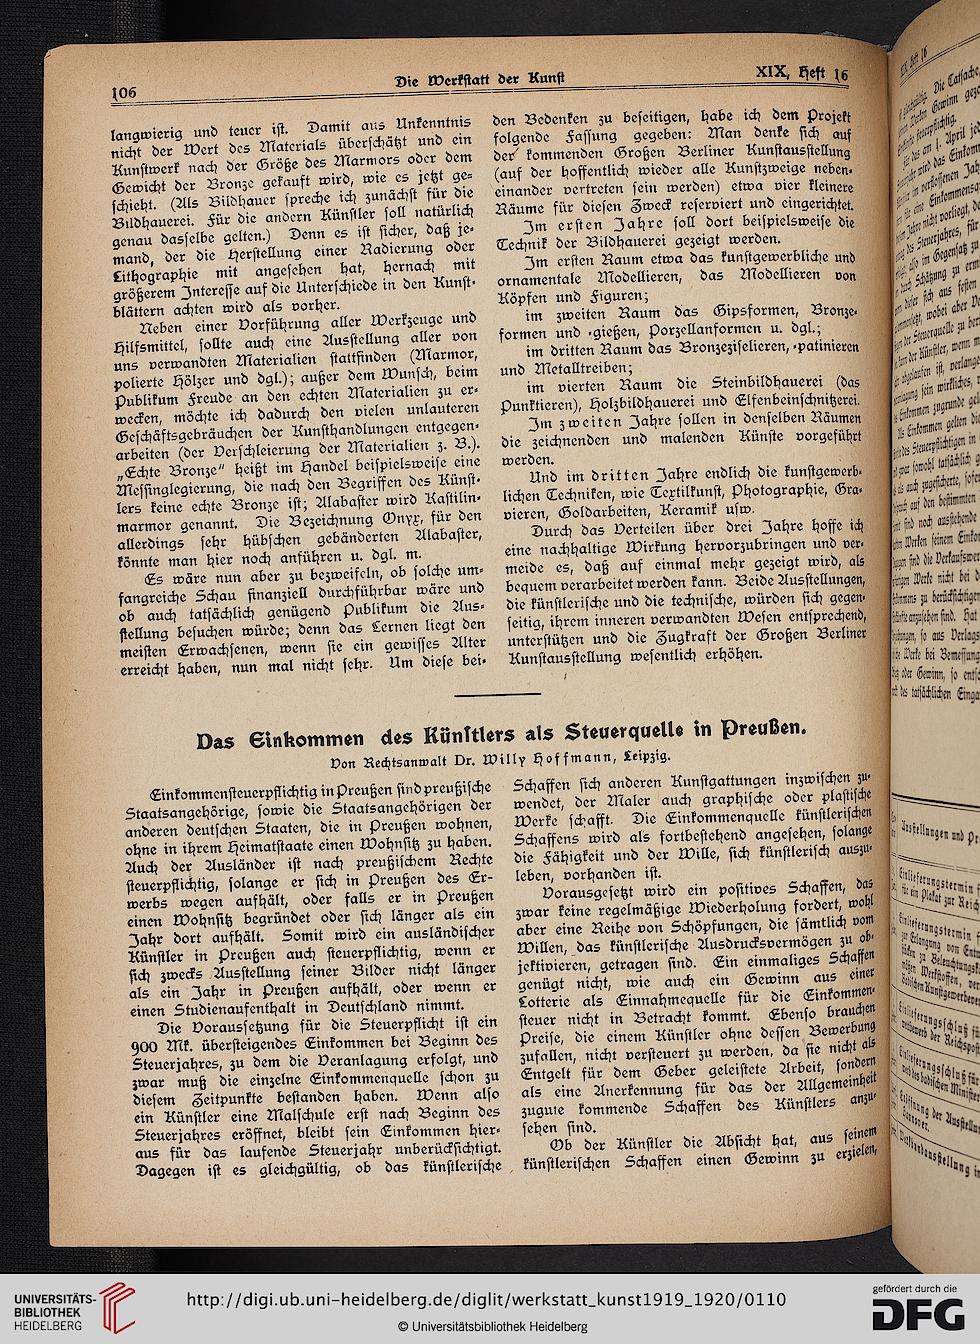 106
Die Werkstatt der Kunst
XIX, Heft 16
langwierig und teuer ist. Damit aus Unkenntnis
nicht der Wert des Materials überschätzt und ein
Kunstwerk nach der Größe des Marmors oder dem
Gewicht der Bronze gekauft wird, wie es jetzt ge-
schieht. (Als Bildhauer spreche ich zunächst für die
Bildhauerei. Für die andern Künstler soll natürlich
genau dasselbe gelten.) Denn es ist sicher, daß je-
mand, der die Herstellung einer Radierung oder
Lithographie mit angesehen hat, hernach mit
größerem Interesse auf die Unterschiede in den Kunst-
blättern achten wird als vorher.
Neben einer Vorführung aller Werkzeuge und
Hilfsmittel, sollte auch eine Ausstellung aller von
uns verwandten Materialien stattfinden (Marmor,
polierte Hölzer und dgl.); außer dem Wunsch, beim
Publikum Freude an den echten Materialien zu er-
wecken, möchte ich dadurch den vielen unlauteren
Geschäftsgebräuchen der Kunsthandlungen entgegen-
arbeiten (der Verschleierung der Materialien z. B.).
„Echte Bronze" heißt im Handel beispielsweise eine
Messinglegierung, die nach den Begriffen des Künst-
lers keine echte Bronze ist; Alabaster wird Kastilin-
marmor genannt. Die Bezeichnung Onyx, für den
allerdings sehr hübschen gebänderten Alabaster,
könnte man hier noch anführen u. dgl. m.
Es wäre nun aber zu bezweifeln, ob solche um-
fangreiche Schau finanziell durchführbar wäre und
ob auch tatsächlich genügend Publikum die Aus-
stellung besuchen würde; denn das Lernen liegt den
meisten Erwachsenen, wenn sie ein gewisses Alter
erreicht haben, nun mal nicht sehr. Um diese bei-
den Bedenken zu beseitigen, habe ich dem Projekt
folgende Fassung gegeben: Man denke sich auf
der kommenden Großen Berliner Kunstausstellung
(auf der hoffentlich wieder alle Kunstzweige neben-
einander vertreten sein werden) etwa vier kleinere
Räume für diesen Zweck reserviert und eingerichtet.
Im ersten Jahre soll dort beispielsweise die
Technik der Bildhauerei gezeigt werden.
Im ersten Raum etwa das kunstgewerbliche und
ornamentale Modellieren, das Modellieren von
Köpfen und Figuren;
im zweiten Raum das Gipsformen, Bronze-
formen und -gießen, Porzellanformen u. dgl.;
im dritten Raum das Bronzeziselieren, -patinieren
und Metalltreiben;
im vierten Raum die Steinbildhauerei (das
Punktieren), Holzbildhauerei und Elfenbeinschnitzerei.
Im zweiten Jahre sollen in denselben Räumen
die zeichnenden und malenden Künste vorgeführt
werden.
Und im dritten Jahre endlich die kunstgewerb-
lichen Techniken, wie Textilkunst, Photographie, Gra-
vieren, Goldarbeiten, Keramik usw.
Durch das Verteilen über drei Jahre hoffe ich
eine nachhaltige Wirkung hervorzubringen und ver-
meide es, daß auf einmal mehr gezeigt wird, als
bequem verarbeitet werden kann. Beide Ausstellungen,
die künstlerische und die technische, würden sich gegen-
seitig, ihrem inneren verwandten Wesen entsprechend,
unterstützen und die Zugkraft der Großen Berliner
Kunstausstellung wesentlich erhöhen.
Das Einkommen des Künstlers als Steuerquelle in Preußen.
Von Rechtsanwalt Dr. Willy Hoffmann, Leipzig.
Einkommensteuerpflichtig in Preußen sind preußische
Staatsangehörige, sowie die Staatsangehörigen der
anderen deutschen Staaten, die in Preußen wohnen,
ohne in ihrem Heimatstaate einen Wohnsitz zu haben.
Auch der Ausländer ist nach preußischem Rechte
steuerpflichtig, solange er sich in Preußen des Er-
werbs wegen aufhält, oder falls er in Preußen
einen Wohnsitz begründet oder sich länger als ein
Jahr dort aufhält. Somit wird ein ausländischer
Künstler in Preußen auch steuerpflichtig, wenn er
sich zwecks Ausstellung seiner Bilder nicht länger
als ein Jahr in Preußen aufhält, oder wenn er
einen Studienaufenthalt in Deutschland nimmt.
Die Voraussetzung für die Steuerpflicht ist ein
900 Mk. übersteigendes Einkommen bei Beginn des
Steuerjahres, zu dem die Veranlagung erfolgt, und
zwar muß die einzelne Einkommenquelle schon zu
diesem Zeitpunkte bestanden haben. Wenn also
ein Künstler eine Malschule erst nach Beginn des
Steuerjahres eröffnet, bleibt sein Einkommen hier-
aus für das laufende Steuerjahr unberücksichtigt.
Dagegen ist es gleichgültig, ob das künstlerische
Schaffen sich anderen Kunstgattungen inzwischen zu-
wendet, der Maler auch graphische oder plastische
Werke schafft. Die Einkommenquelle künstlerischen
Schaffens wird als fortbestehend angesehen, solange
die Fähigkeit und der Wille, sich künstlerisch auszu-
leben, vorhanden ist.
Vorausgesetzt wird ein positives Schaffen, das
zwar keine regelmäßige Wiederholung fordert, wohl
aber eine Reihe von Schöpfungen, die sämtlich vom
Willen, das künstlerische Ausdrucksvermögen zu ob-
jektivieren, getragen sind. Ein einmaliges Schaffen
genügt nicht, wie auch ein Gewinn aus einer
Lotterie als Einnahmequelle für die Einkommen-
steuer nicht in Betracht kommt. Ebenso brauchen
Preise, die einem Künstler ohne dessen Bewerbung
zufallen, nicht versteuert zu werden, da sie nicht als
Entgelt für dem Geber geleistete Arbeit, sondern
als eine Anerkennung für das der Allgemeinheit
zugute kommende Schaffen des Künstlers anzu-
sehen sind.
Ob der Künstler die Absicht hat, aus seinem
künstlerischen Schaffen einen Gewinn zu erzielen,
UNIVERSITÄTS-
BIBLIOTHEK
HEIDELBERG
http://digi.ub.uni-heidelberg.de/diglit/werkstatt_kunst1919_1920/0110
© Universitätsbibliothek Heidelberg
gefördert durch die
DFG